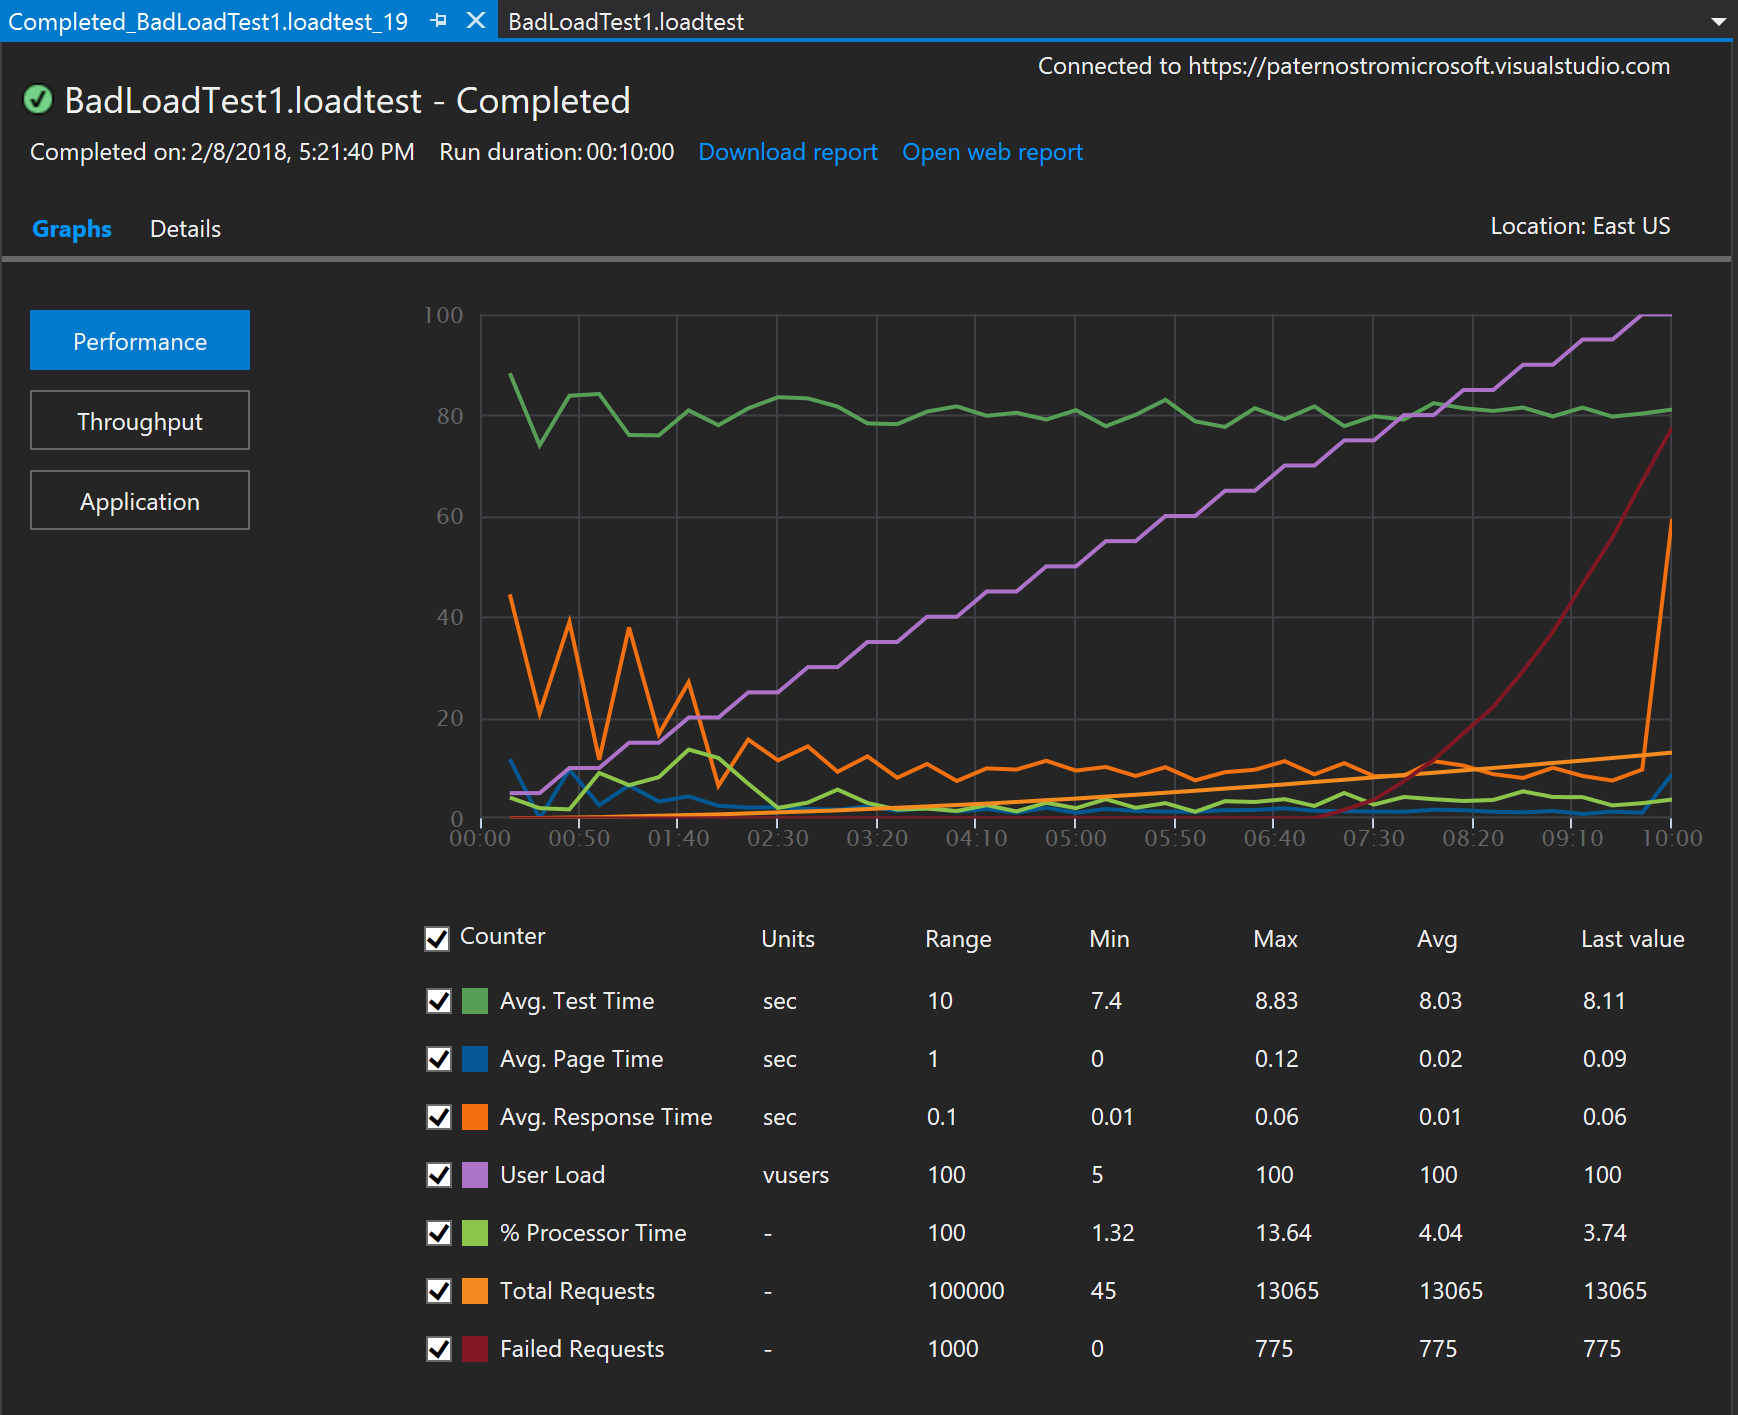 Completed_BadLoadTest1.loadtest_19 BadLoadTest1.loadtest
Connected to https://paternostromicrosoft.visualstudio.com
BadLoadTest1.loadtest - Completed
Completed on: 2/8/2018, 5:21:40 PM Run duration: 00:10:00 Download report Open web report
Graphs Details Location: East US
Performance
Throughput
Application
100
80
60
40
20
0
00:00 00:50 01:40 02:30 03:20 04:10 05:00 05:50 06:40 07:30 08:20 09:10 10:00
Counter Units Range Min Max Avg Last value
Avg. Test Time sec 10 7.4 8.83 8.03 8.11
Avg. Page Time sec 1 0 0.12 0.02 0.09
Avg. Response Time sec 0.1 0.01 0.06 0.01 0.06
User Load vusers 100 5 100 100 100
% Processor Time - 100 1.32 13.64 4.04 3.74
Total Requests - 100000 45 13065 13065 13065
Failed Requests - 1000 0 775 775 775